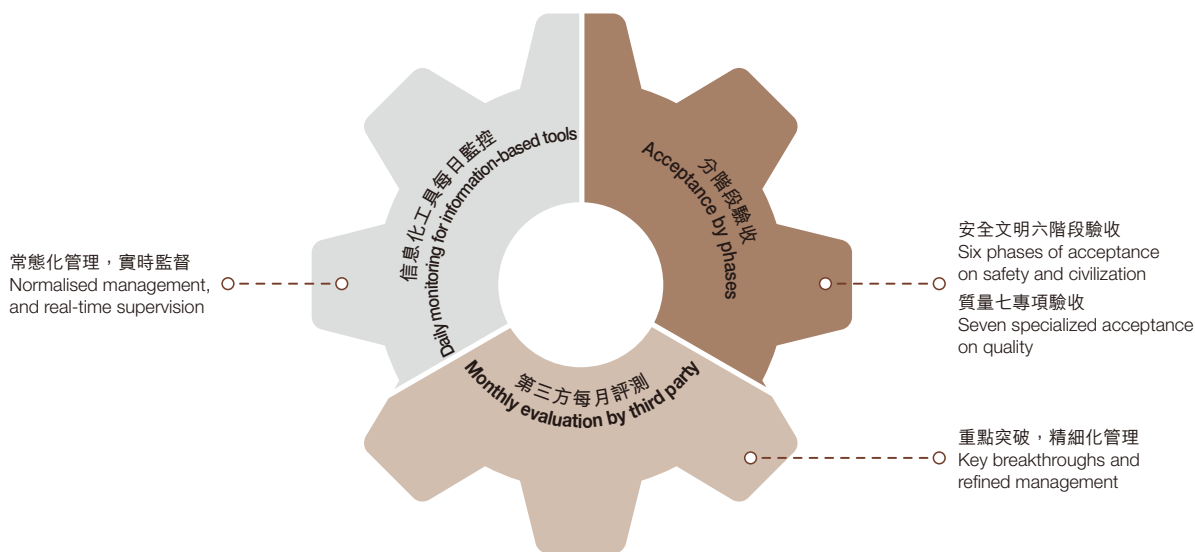 信息化工具每日監控
Daily monitoring for information-based tools
分階段驗收
Acceptance by phases
第三方每月評測
Monthly evaluation by third party
常態化管理，實時監督
Normalised management,
and real-time supervision
安全文明六階段驗收
Six phases of acceptance
on safety and civilization
質量七專項驗收
Seven specialized acceptance
on quality
重點突破，精細化管理
Key breakthroughs and
refined management